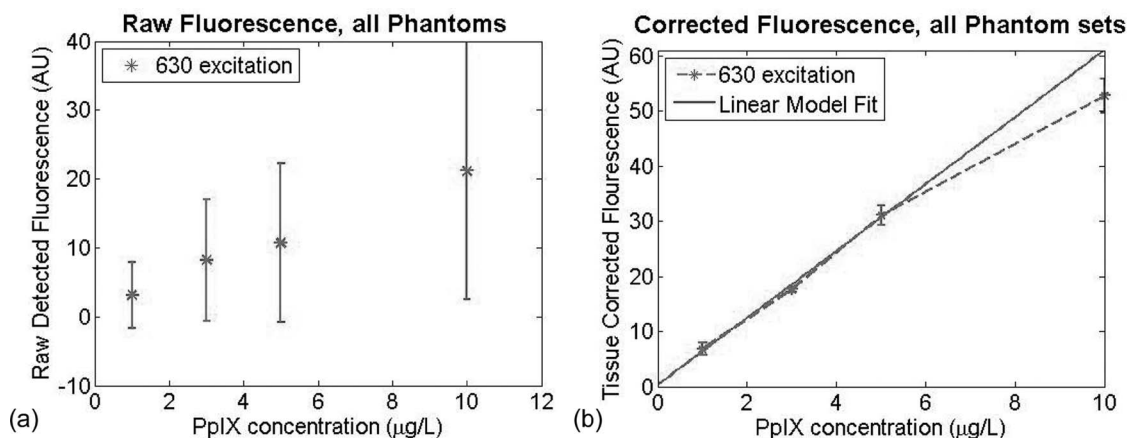 Raw Fluorescence, all Phantoms
630 excitation
Raw Detected Fluorescence (AU)
40
30
20
10
0
-10
0 2 4 6 8 10 12
PpIX concentration (μg/L)
(a)
Corrected Fluorescence, all Phantom sets
630 excitation
Linear Model Fit
Tissue Corrected Flourescence (AU)
60
50
40
30
20
10
0
0 2 4 6 8 10
PpIX concentration (μg/L)
(b)